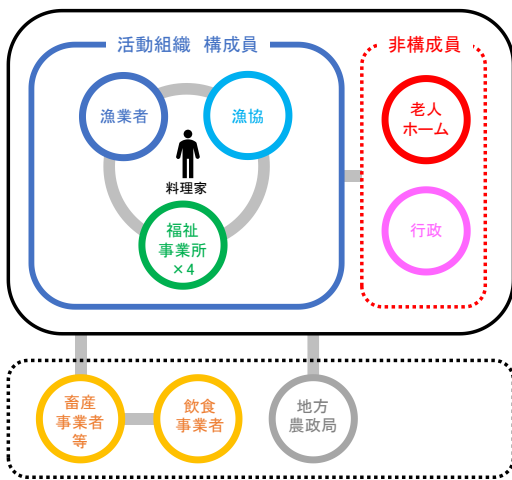 活動組織 構成員
非構成員
漁業者
漁協
老人
ホーム
料理家
福祉
事業所
×4
行政
畜産
事業者
等
飲食
事業者
地方
農政局